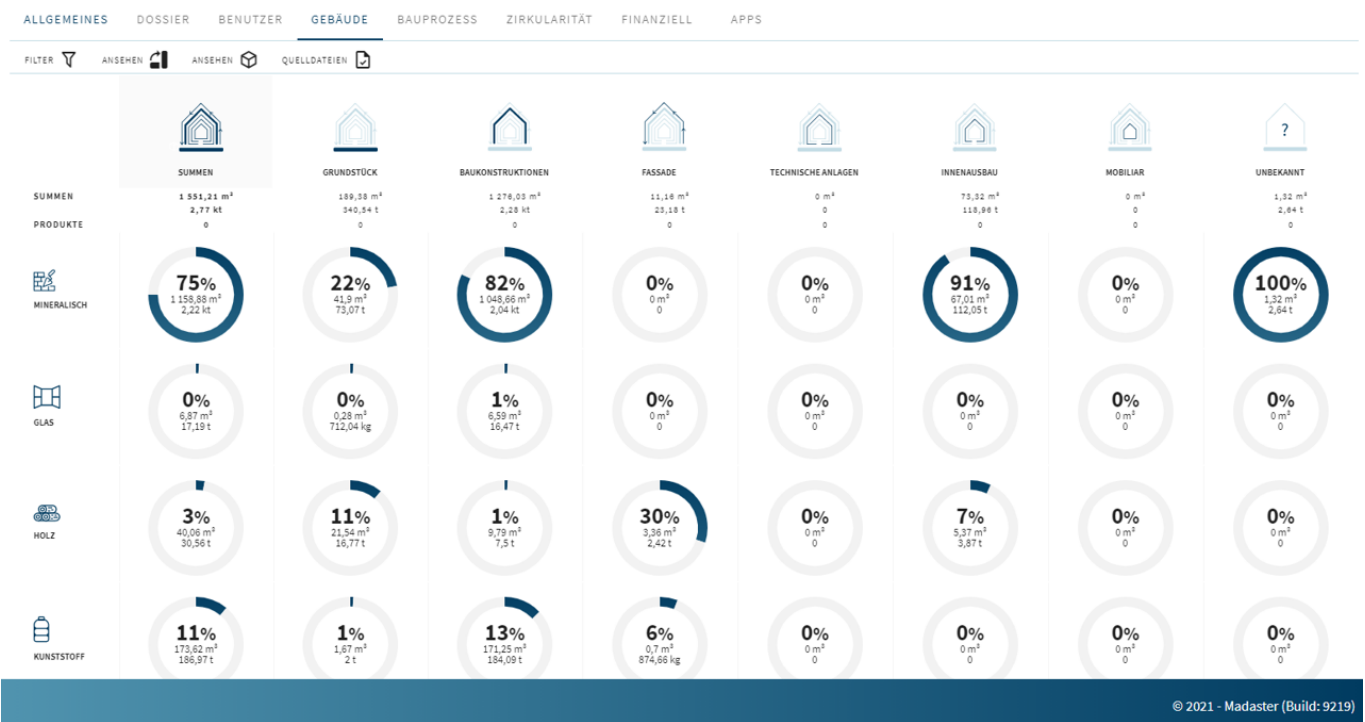 ALLGEMEINES DOSSIER BENUTZER GEBÄUDE BAUPROZESS ZIRKULARITÄT FINANZIELL APPS
FILTER ANSEHEN ANSEHEN QUELLDATEIEN
?
SUMMEN GRUNDSTÜCK BAUKONSTRUKTIONEN FASSADE TECHNISCHE ANLAGEN INNENAUSBAU MOBILIAR UNBEKANNT
SUMMEN 1 551,21 m³ 189,38 m³ 1 276,03 m³ 11,16 m³ 0 m³ 73,32 m³ 0 m³ 1,32 m³
2,77 kt 340,54 t 2,28 kt 23,18 t 0 118,96 t 0 2,64 t
PRODUKTE 0 0 0 0 0 0 0 0
75% 22% 82% 0% 0% 91% 0% 100%
MINERALISCH 1 158,88 m³ 41,9 m³ 1 048,66 m³ 0 m³ 0 m³ 67,01 m³ 0 m³ 1,32 m³
2,22 kt 73,07 t 2,04 kt 0 0 112,05 t 0 2,64 t
0% 0% 1% 0% 0% 0% 0% 0%
GLAS 6,87 m³ 0,28 m³ 6,59 m³ 0 m³ 0 m³ 0 m³ 0 m³ 0 m³
17,19 t 712,04 kg 16,47 t 0 0 0 0 0
3% 11% 1% 30% 0% 7% 0% 0%
HOLZ 40,06 m³ 21,54 m³ 9,79 m³ 3,36 m³ 0 m³ 5,37 m³ 0 m³ 0 m³
30,56 t 16,77 t 7,5 t 2,42 t 0 3,87 t 0 0
11% 1% 13% 6% 0% 0% 0% 0%
KUNSTSTOFF 173,62 m³ 1,67 m³ 171,25 m³ 0,7 m³ 0 m³ 0 m³ 0 m³ 0 m³
186,97 t 2 t 184,09 t 874,66 kg 0 0 0 0
© 2021 - Madaster (Build: 9219)